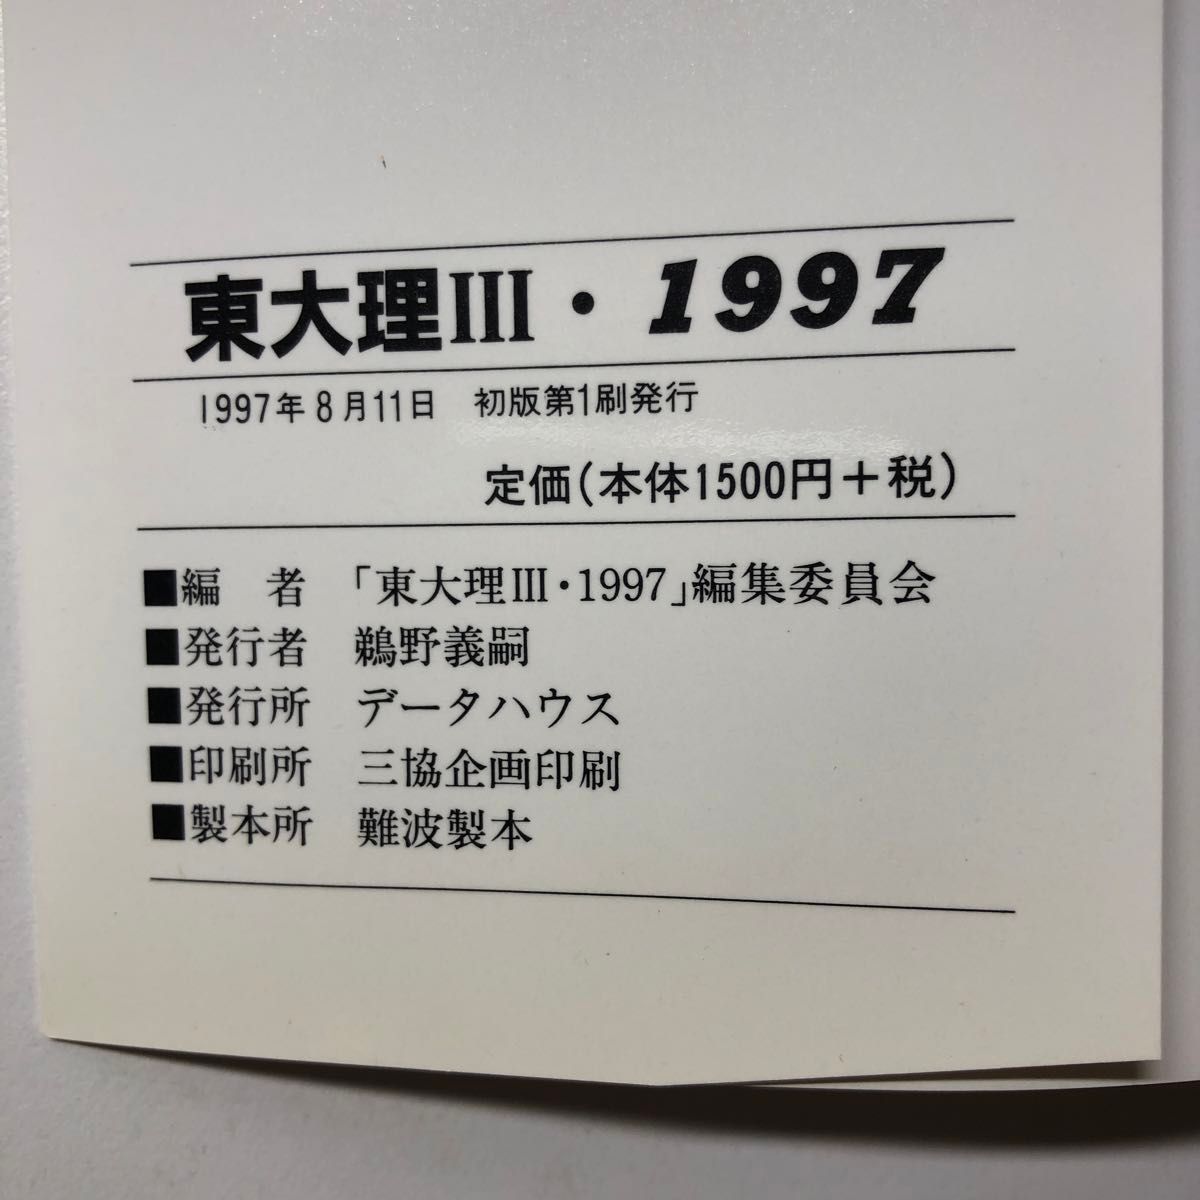 東大理III・1997
1997年8月11日　初版第1刷発行
定価(本体1500円＋税)
■編　者　「東大理III・1997」編集委員会
■発行者　鵜野義嗣
■発行所　データハウス
■印刷所　三協企画印刷
■製本所　難波製本